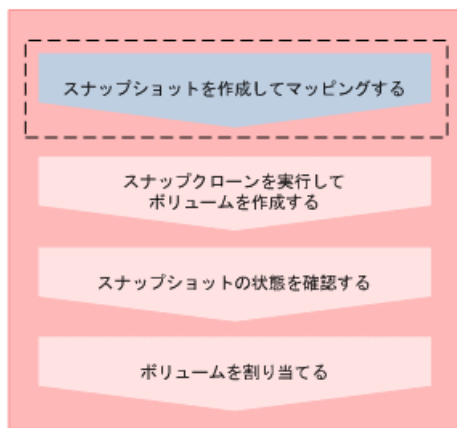 スナップショットを作成してマッピングする
スナップクローンを実行して
ボリュームを作成する
スナップショットの状態を確認する
ボリュームを割り当てる